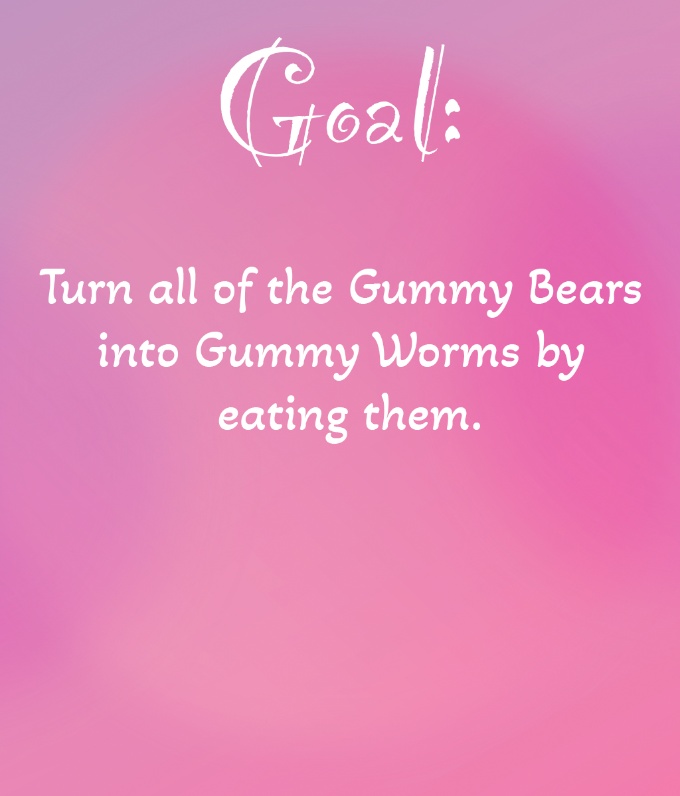 Goal:
Turn all of the Gummy Bears
into Gummy Worms by
eating them.